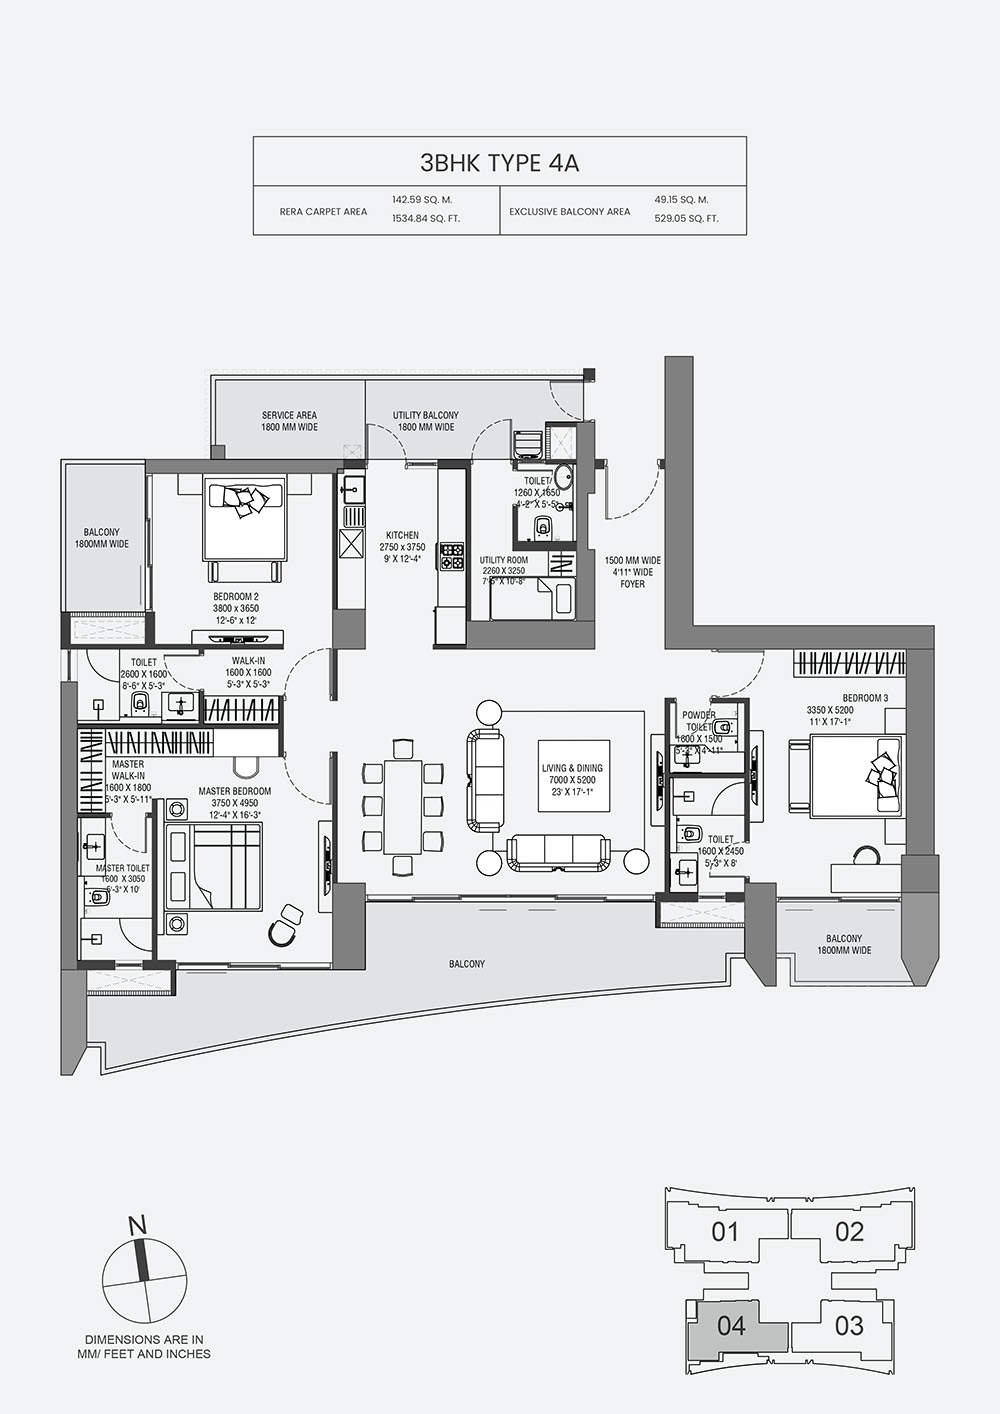 3BHK TYPE 4A
RERA CARPET AREA
142.59 SQ. M.
1534.84 SQ. FT.
EXCLUSIVE BALCONY AREA
49.15 SQ. M.
529.05 SQ. FT.
SERVICE AREA
1800 MM WIDE
UTILITY BALCONY
1800 MM WIDE
BALCONY
1800MM WIDE
BEDROOM 2
3800 x 3650
12'-6" x 12'
KITCHEN
2750 x 3750
9' X 12'-4"
TOILET
1260 X 1650
4'-2" X 5'-5"
UTILITY ROOM
2260 X 3250
7'-5" X 10'-8"
1500 MM WIDE
4'11" WIDE
FOYER
TOILET
2600 X 1600
8'-6" X 5'-3"
WALK-IN
1600 X 1600
5'-3" X 5'-3"
BEDROOM 3
3350 X 5200
11' X 17'-1"
POWDER
TOILET
1600 X 1500
5'-3" X 4'-11"
MASTER
WALK-IN
1600 X 1800
5'-3" X 5'-11"
MASTER BEDROOM
3750 X 4950
12'-4" X 16'-3"
LIVING & DINING
7000 X 5200
23' X 17'-1"
TOILET
1600 X 2450
5'-3" X 8'
MASTER TOILET
1600 X 3050
5'-3" X 10'
BALCONY
BALCONY
1800MM WIDE
N
DIMENSIONS ARE IN
MM/ FEET AND INCHES
01
02
04
03